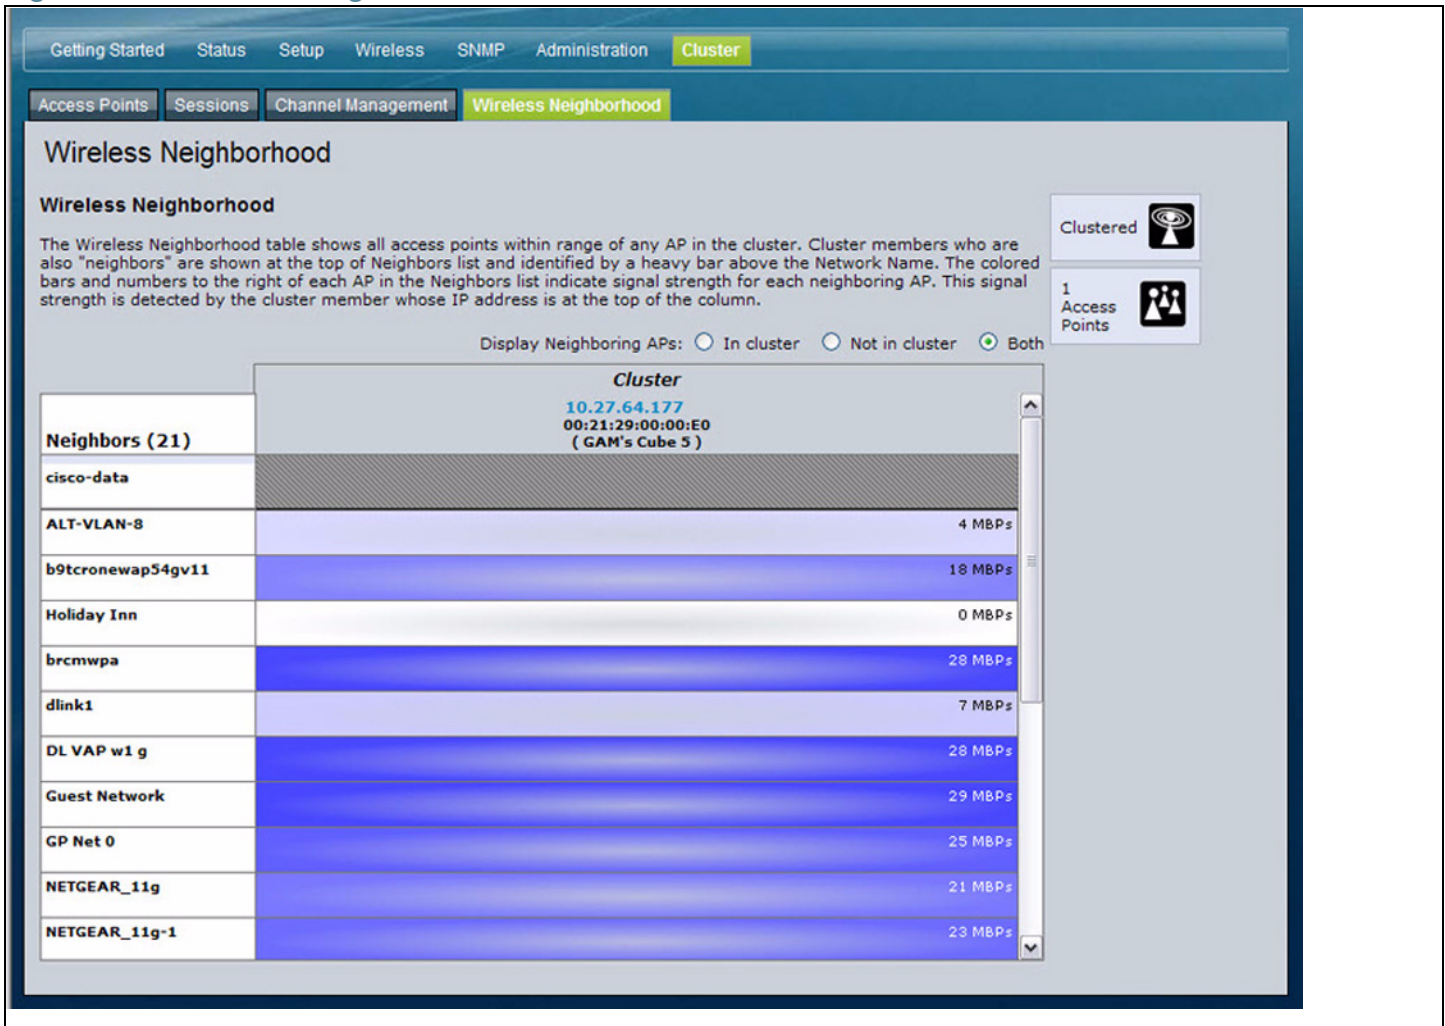 Getting Started Status Setup Wireless SNMP Administration Cluster
Access Points Sessions Channel Management Wireless Neighborhood
Wireless Neighborhood
Wireless Neighborhood
The Wireless Neighborhood table shows all access points within range of any AP in the cluster. Cluster members who are
also "neighbors" are shown at the top of Neighbors list and identified by a heavy bar above the Network Name. The colored
bars and numbers to the right of each AP in the Neighbors list indicate signal strength for each neighboring AP. This signal
strength is detected by the cluster member whose IP address is at the top of the column.
Clustered
1
Access
Points
Display Neighboring APs: In cluster Not in cluster Both
Cluster
10.27.64.177
00:21:29:00:00:E0
( GAM's Cube 5 )
Neighbors (21)
cisco-data
ALT-VLAN-8 4 MBPs
b9tcronewap54gv11 18 MBPs
Holiday Inn 0 MBPs
brcmwpa 28 MBPs
dlink1 7 MBPs
DL VAP w1 g 28 MBPs
Guest Network 29 MBPs
GP Net 0 25 MBPs
NETGEAR_11g 21 MBPs
NETGEAR_11g-1 23 MBPs